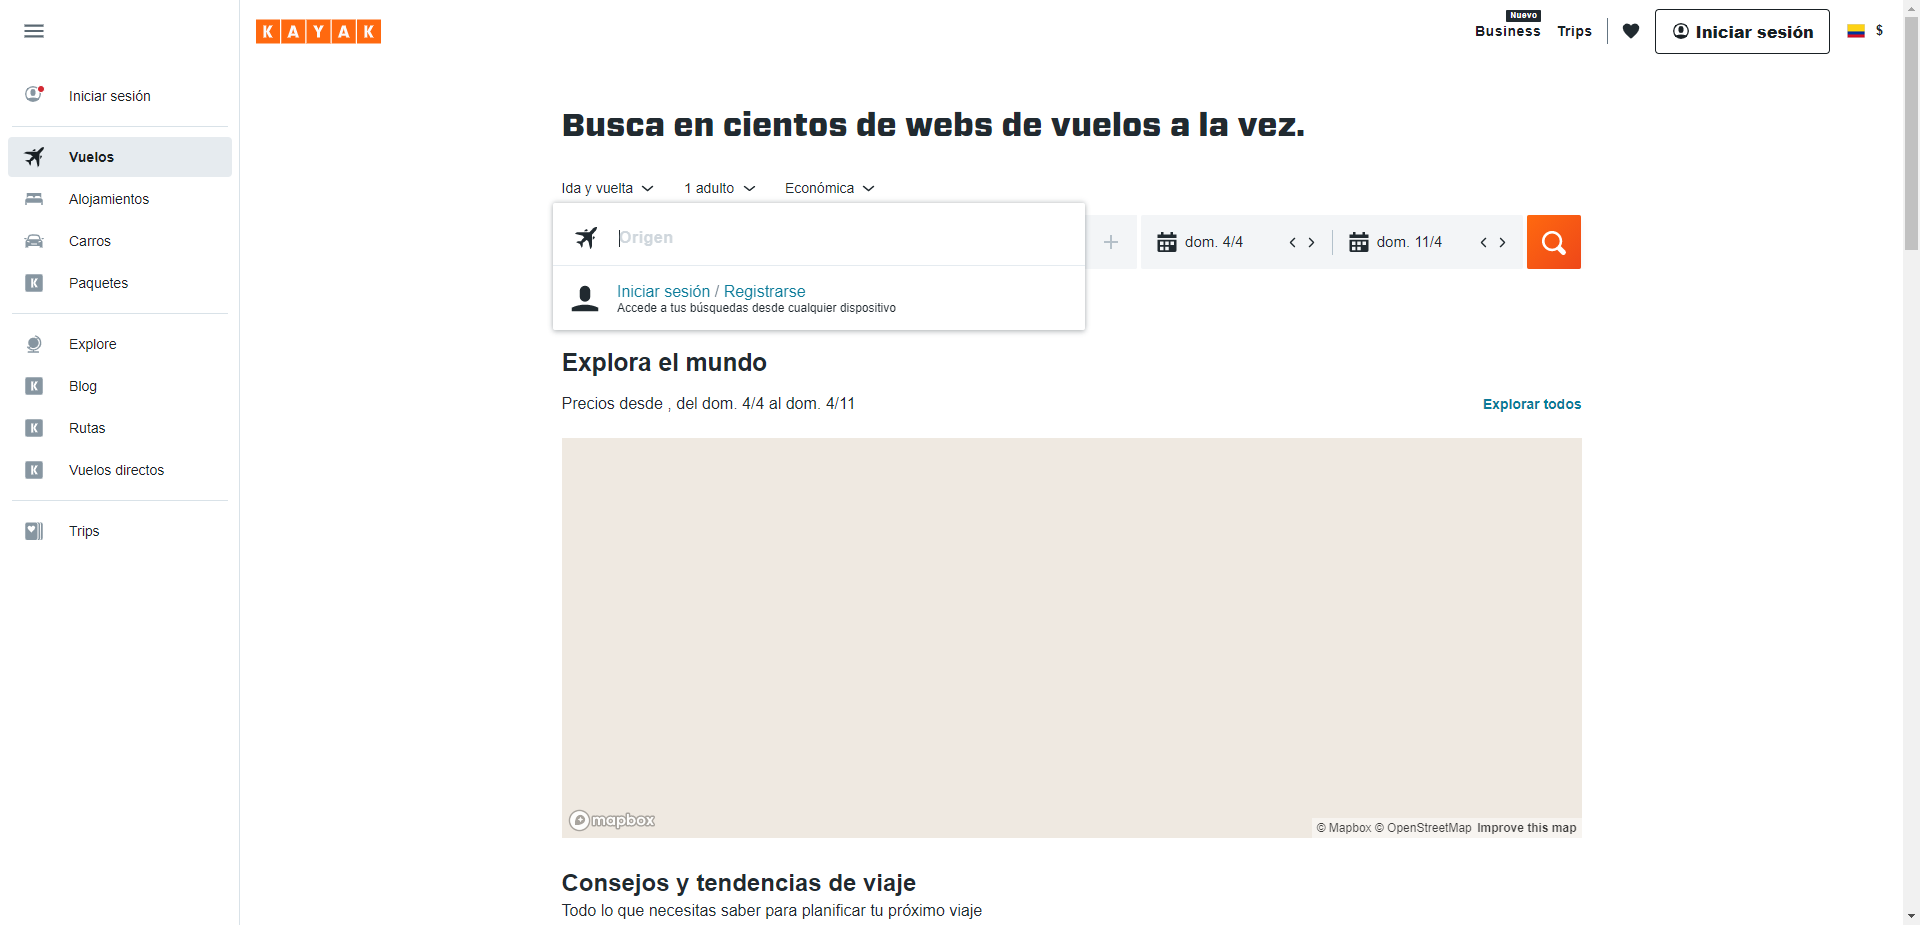 KAYAK
Nuevo
Business
Trips
Iniciar sesión
$
Iniciar sesión
Vuelos
Alojamientos
Carros
K
Paquetes
Explore
K
Blog
K
Rutas
K
Vuelos directos
Trips
Busca en cientos de webs de vuelos a la vez.
Ida y vuelta
1 adulto
Económica
Origen
dom. 4/4
dom. 11/4
Iniciar sesión / Registrarse
Accede a tus búsquedas desde cualquier dispositivo
Explora el mundo
Precios desde , del dom. 4/4 al dom. 4/11
Explorar todos
mapbox
© Mapbox © OpenStreetMap Improve this map
Consejos y tendencias de viaje
Todo lo que necesitas saber para planificar tu próximo viaje